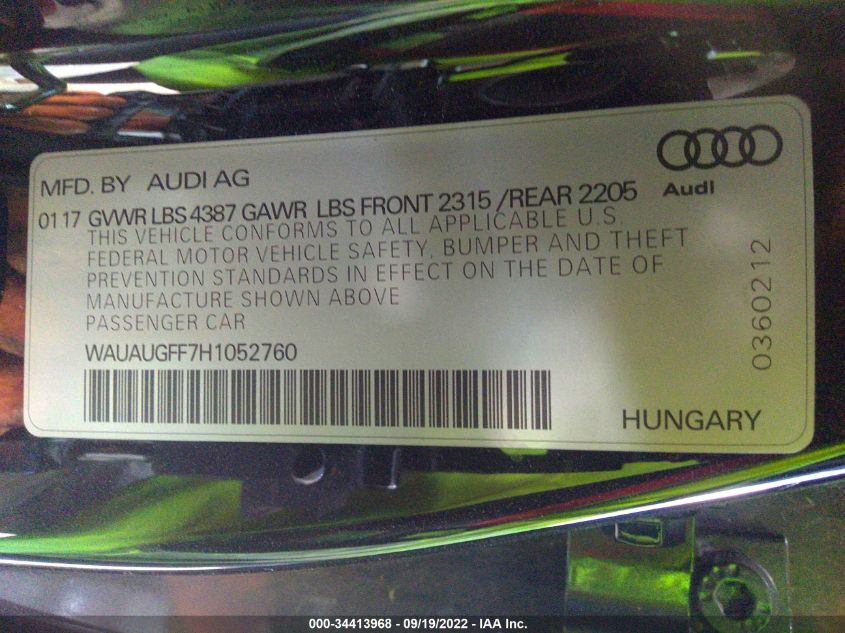 MFD. BY AUDI AG
Audi
01 17 GVWR LBS 4387 GAWR LBS FRONT 2315 / REAR 2205
THIS VEHICLE CONFORMS TO ALL APPLICABLE U.S.
FEDERAL MOTOR VEHICLE SAFETY, BUMPER AND THEFT
PREVENTION STANDARDS IN EFFECT ON THE DATE OF
MANUFACTURE SHOWN ABOVE
PASSENGER CAR
WAUAUGFF7H1052760
0360212
HUNGARY
000-34413968 - 09/19/2022 - IAA Inc.